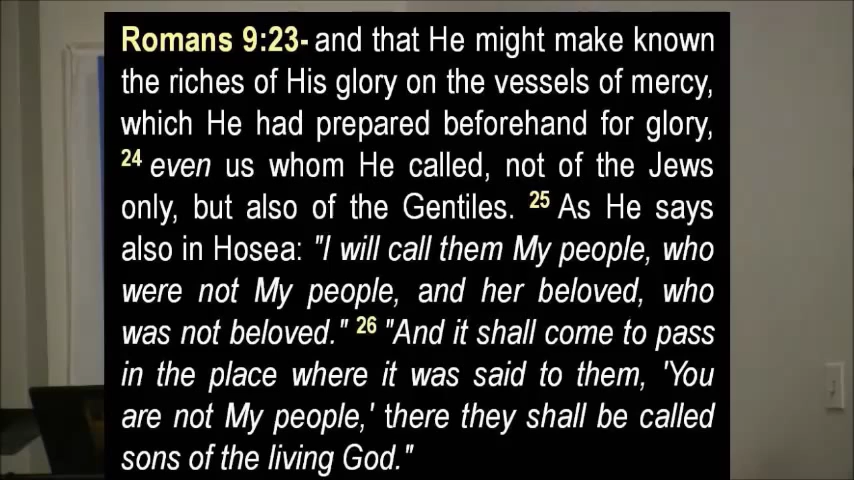 Romans 9:23- and that He might make known
the riches of His glory on the vessels of mercy,
which He had prepared beforehand for glory,
24 even us whom He called, not of the Jews
only, but also of the Gentiles. 25 As He says
also in Hosea: "I will call them My people, who
were not My people, and her beloved, who
was not beloved." 26 "And it shall come to pass
in the place where it was said to them, 'You
are not My people,' there they shall be called
sons of the living God."